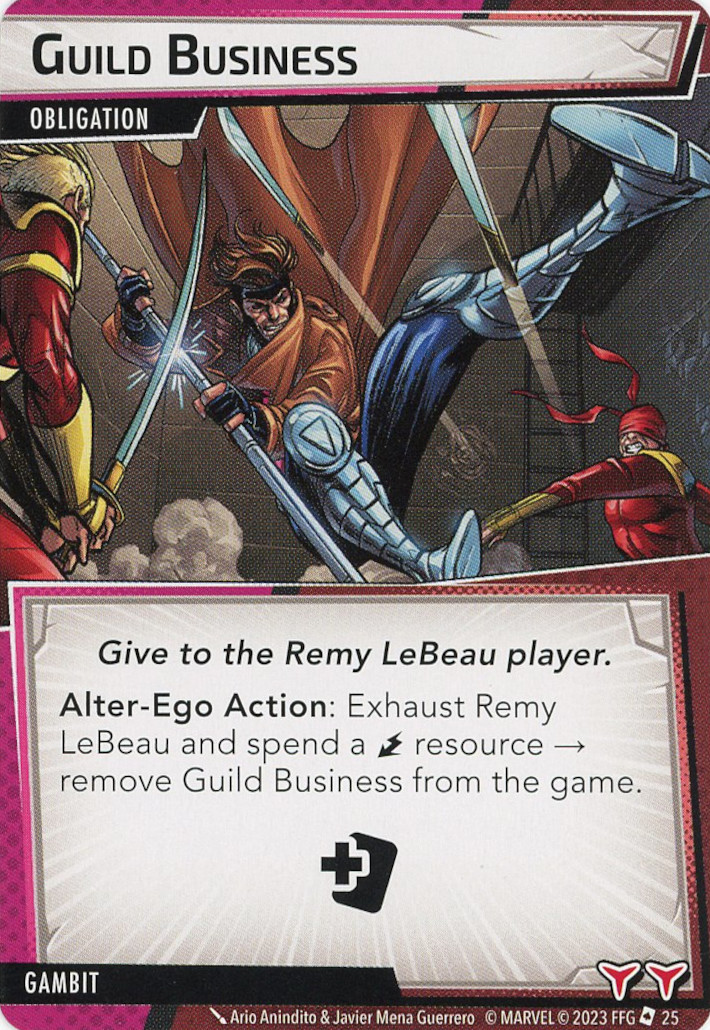 GUILD BUSINESS
OBLIGATION
Give to the Remy LeBeau player.
Alter-Ego Action: Exhaust Remy
LeBeau and spend a resource →
remove Guild Business from the game.
GAMBIT
Ario Anindito & Javier Mena Guerrero © MARVEL © 2023 FFG 25